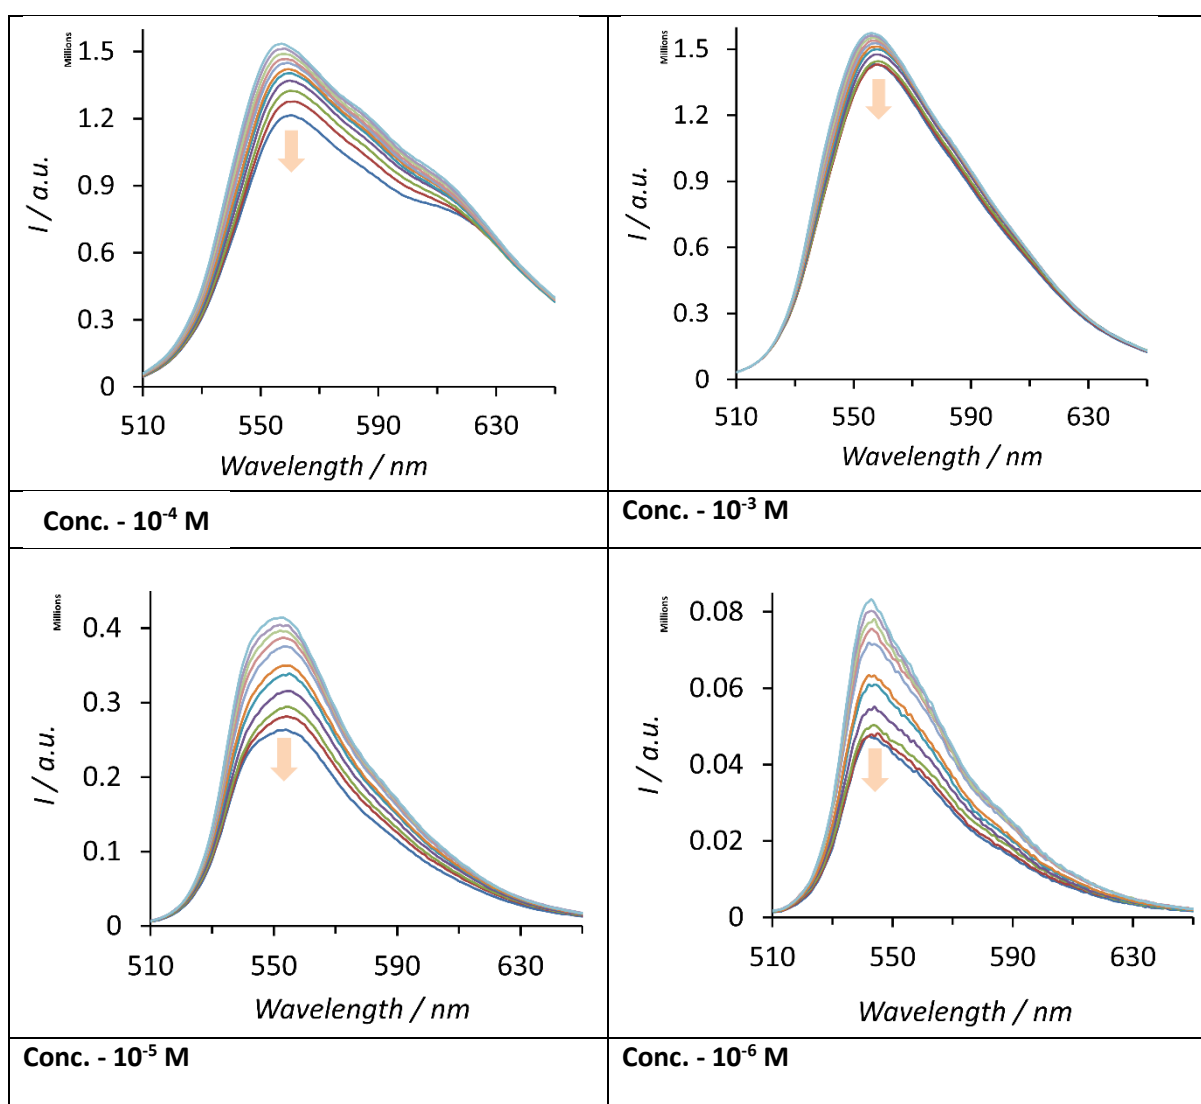 Millions
1.5
1.2
0.9
0.6
0.3
0
I / a.u.
510 550 590 630
Wavelength / nm
Conc. - 10⁻⁴ M
Millions
1.5
1.2
0.9
0.6
0.3
0
I / a.u.
510 550 590 630
Wavelength / nm
Conc. - 10⁻³ M
Millions
0.4
0.3
0.2
0.1
0
I / a.u.
510 550 590 630
Wavelength / nm
Conc. - 10⁻⁵ M
Millions
0.08
0.06
0.04
0.02
0
I / a.u.
510 550 590 630
Wavelength / nm
Conc. - 10⁻⁶ M